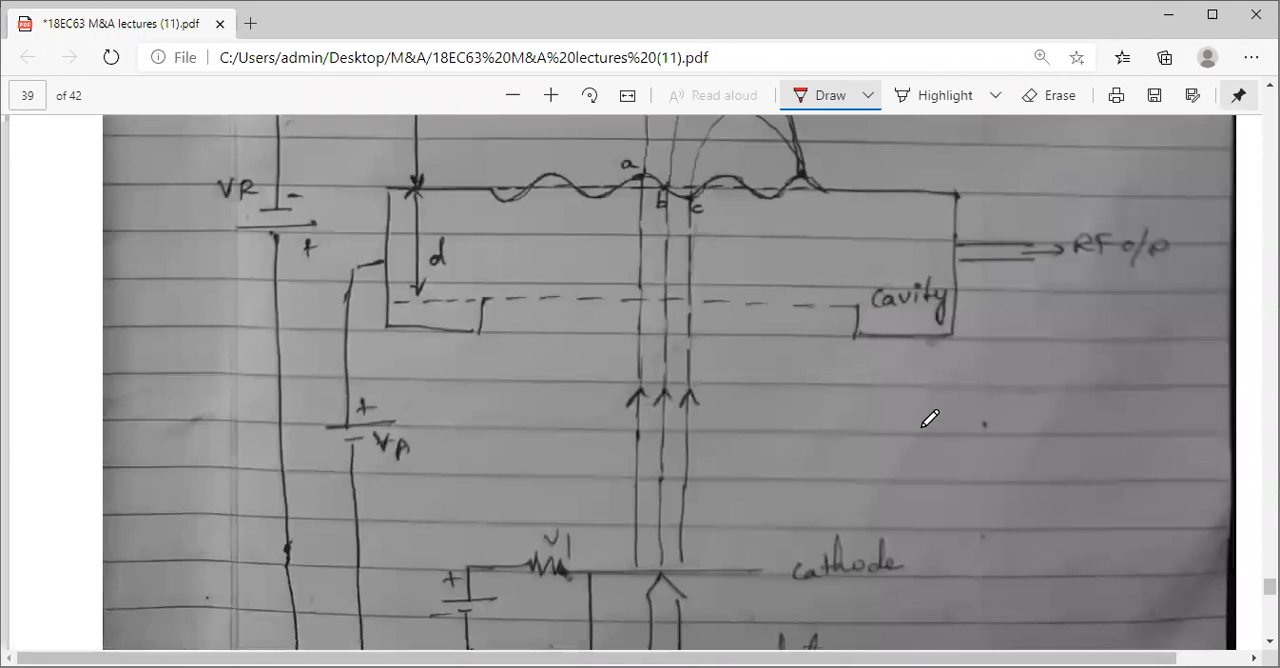 *18EC63 M&A lectures (11).pdf
File
C:/Users/admin/Desktop/M&A/18EC63%20M&A%20lectures%20(11).pdf
39 of 42
Read aloud
Draw
Highlight
Erase
a
VR -
b c
+
d
RF o/p
cavity
+
- VA
V1
+
cathode
-